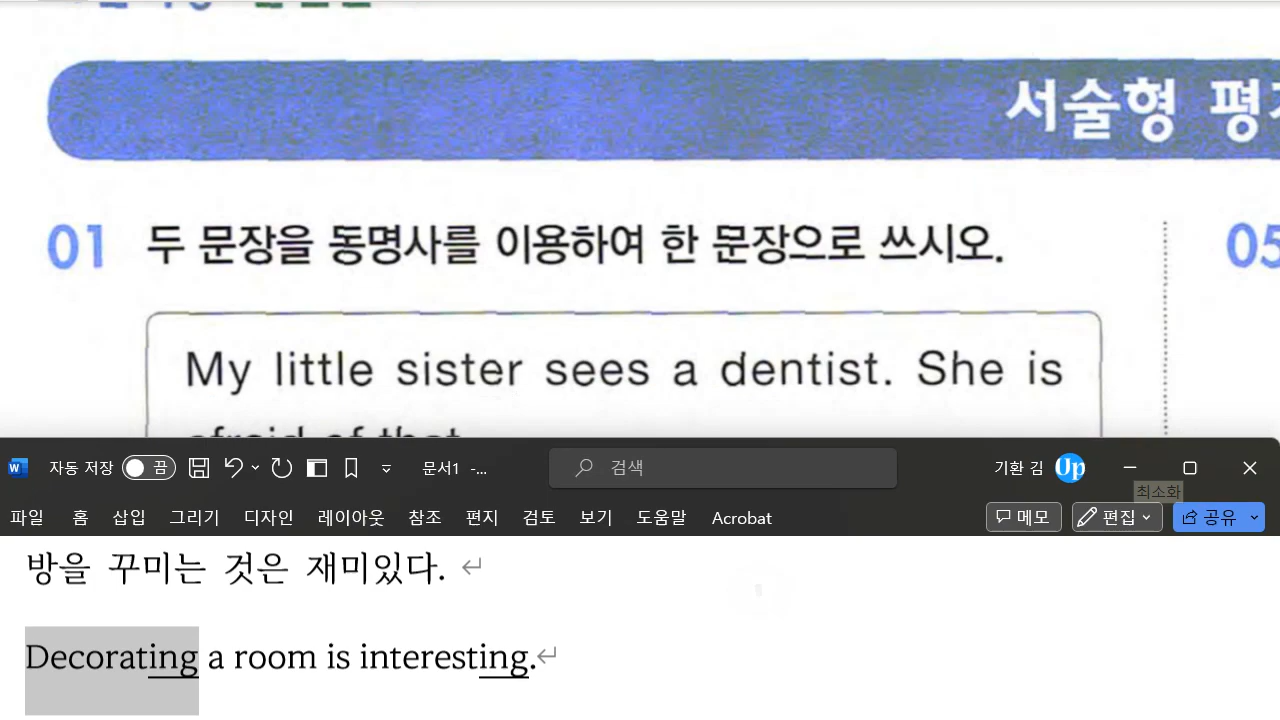 서술형
01 두 문장을 동명사를 이용하여 한 문장으로 쓰시오.
05
My little sister sees a dentist. She is
afraid of that
자동 저장 끔 문서1 -... 검색 기환 김 Up
최소화
파일 홈 삽입 그리기 디자인 레이아웃 참조 편지 검토 보기 도움말 Acrobat 메모 편집 공유
방을 꾸미는 것은 재미있다.
Decorating a room is interesting.